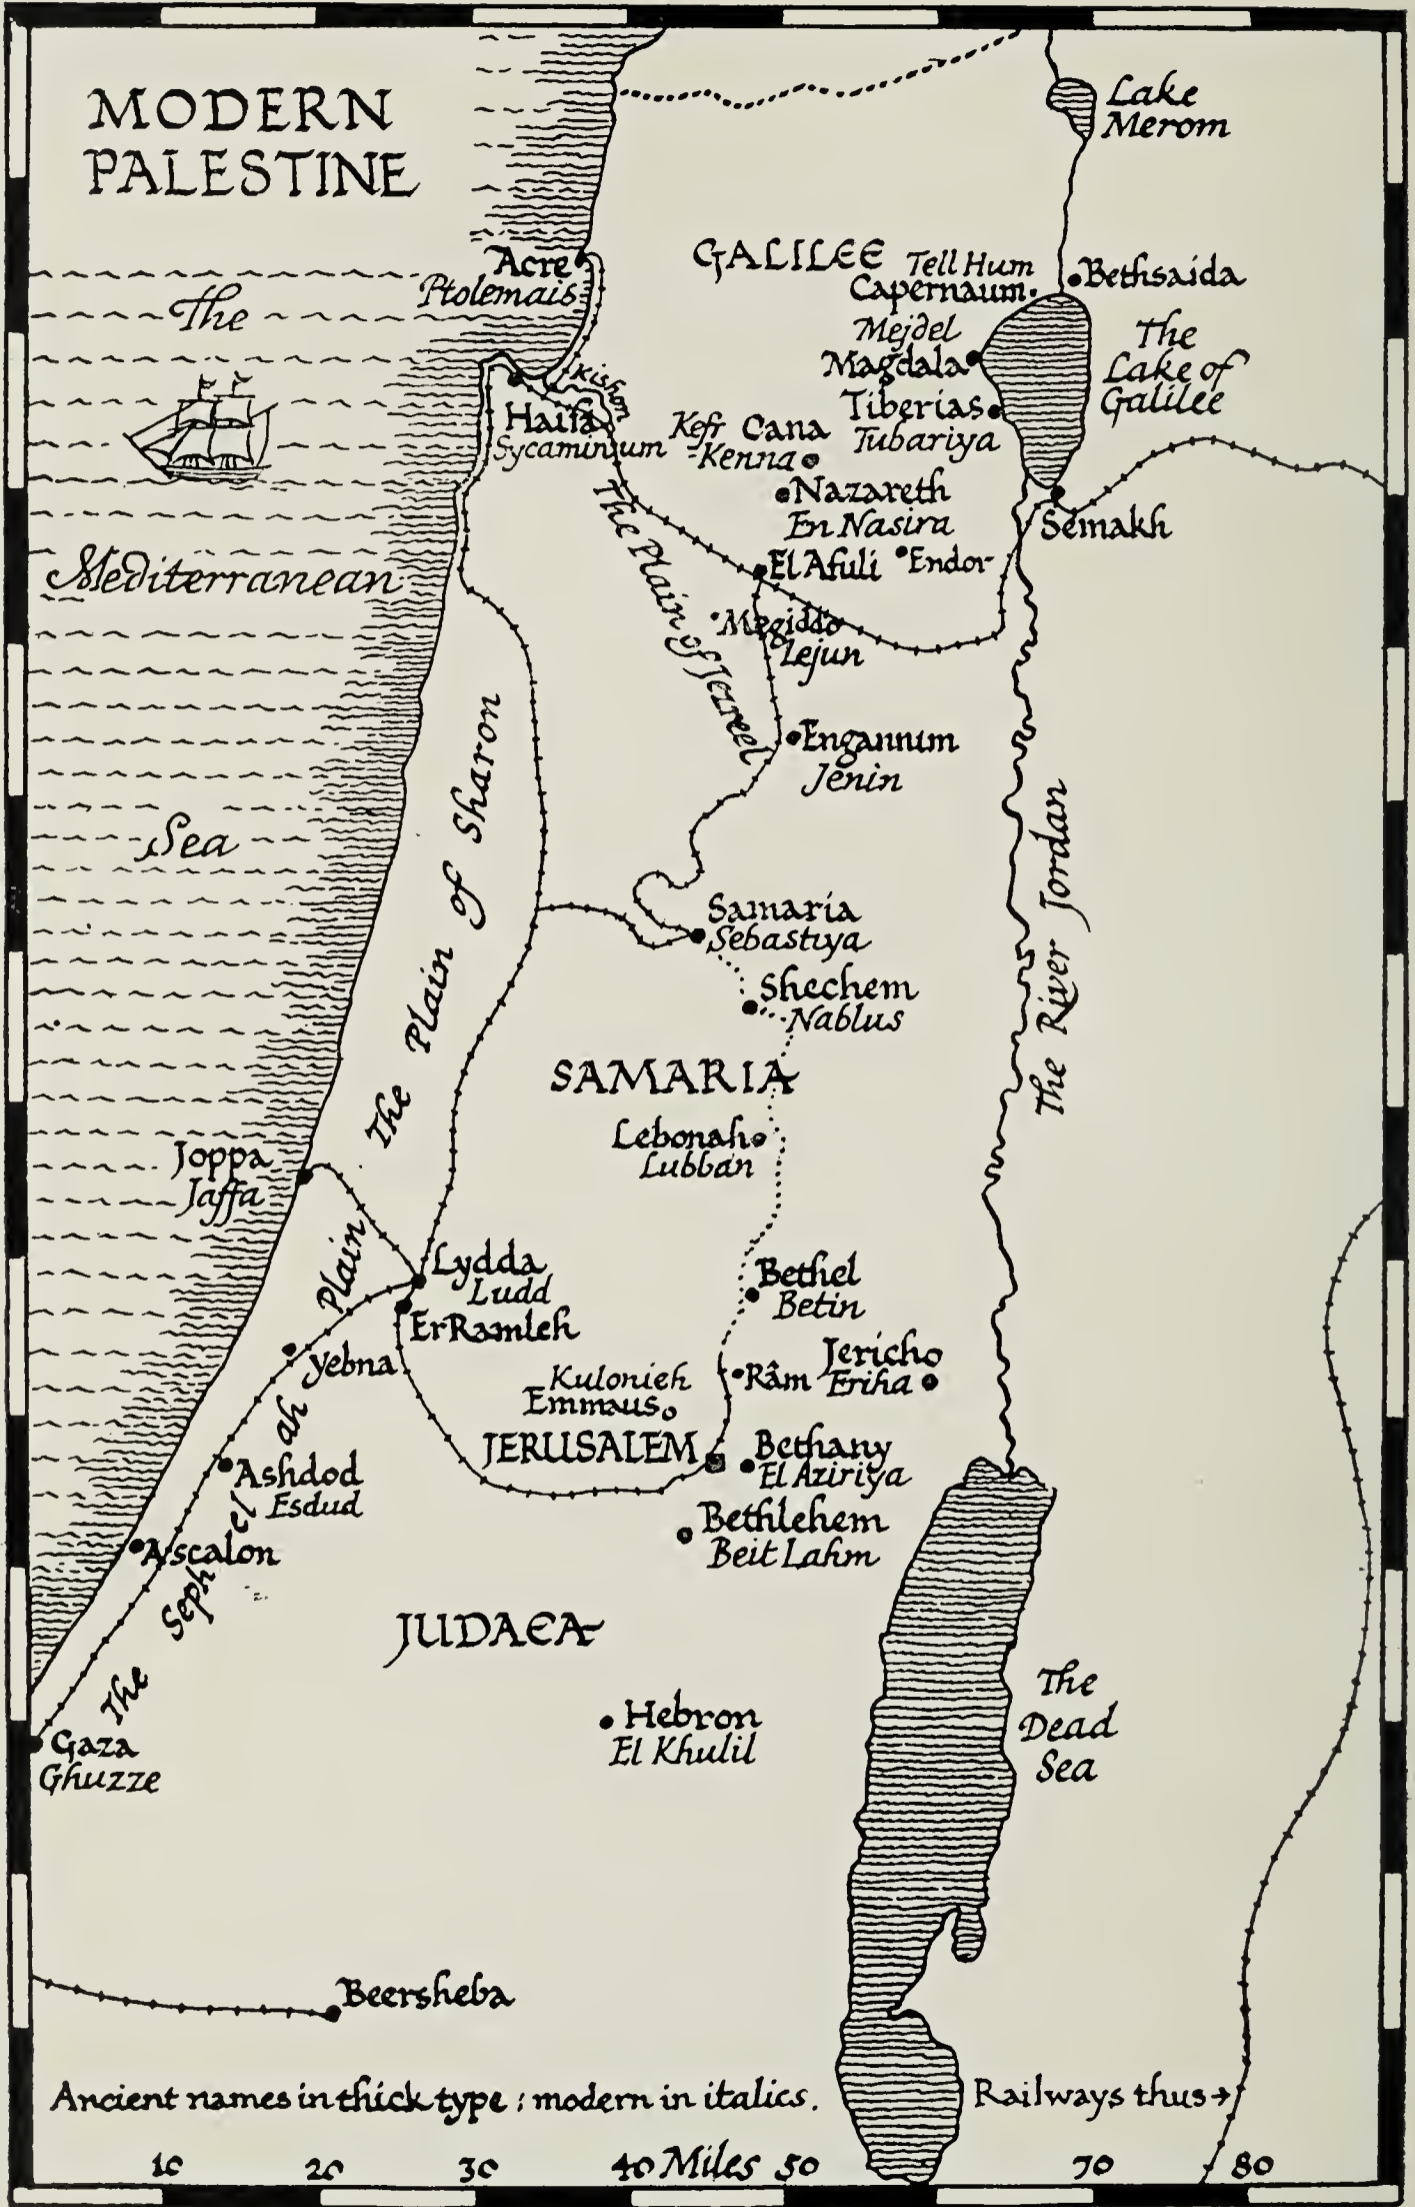 MODERN
PALESTINE
Lake
Merom
Acre
Ptolemais
GALILEE
Tell Hum
Capernaum
Bethsaida
The
Mediterranean
Sea
Mejdel
Magdala
The
Lake of
Galilee
Kishon
Haifa
Sycaminium
Kefr
-Kenna
Cana
Tiberias
Tubariya
Nazareth
En Nasira
Semakh
El Afuli
Endor
Megiddo
Lejun
The Plain of Jezreel
Engannim
Jenin
The Plain of Sharon
The River Jordan
Samaria
Sebastiya
Shechem
Nablus
SAMARIA
Lebonah
Lubban
Joppa
Jaffa
Lydda
Ludd
Er Ramleh
Yebna
The Sephelah Plain
Bethel
Betin
Râm
Jericho
Eriha
Kulonieh
Emmaus
JERUSALEM
Bethany
El Aziriya
Ashdod
Esdud
Bethlehem
Beit Lahm
Ascalon
JUDAEA
Hebron
El Khulil
The
Dead
Sea
Gaza
Ghuzze
Beersheba
Ancient names in thick type : modern in italics.
Railways thus→
10 20 30 40 Miles 50 70 80